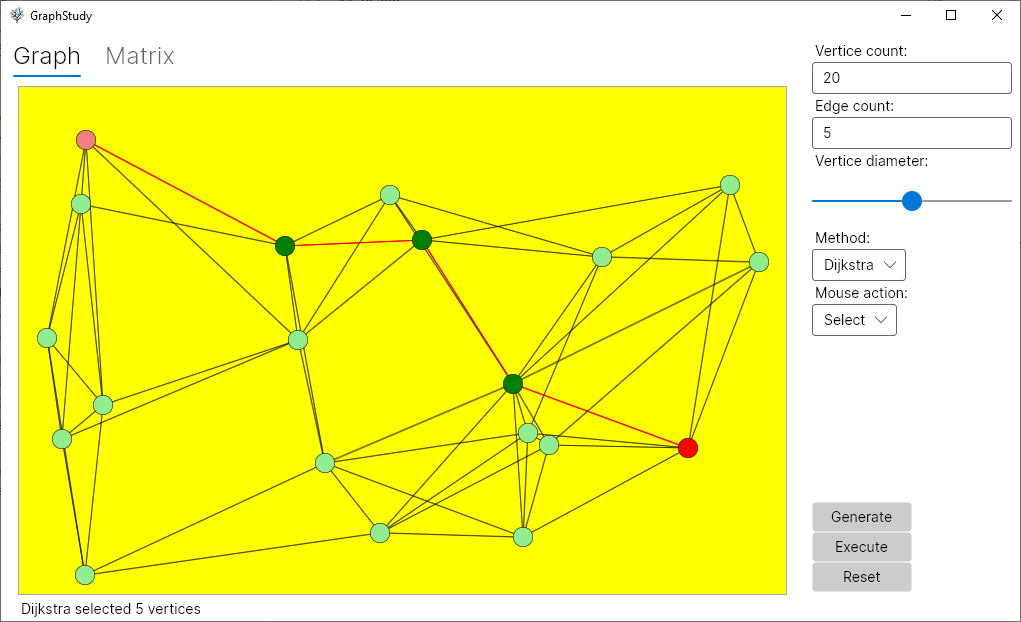 GraphStudy
Graph Matrix
Vertice count:
20
Edge count:
5
Vertice diameter:
Method:
Dijkstra
Mouse action:
Select
Generate
Execute
Reset
Dijkstra selected 5 vertices